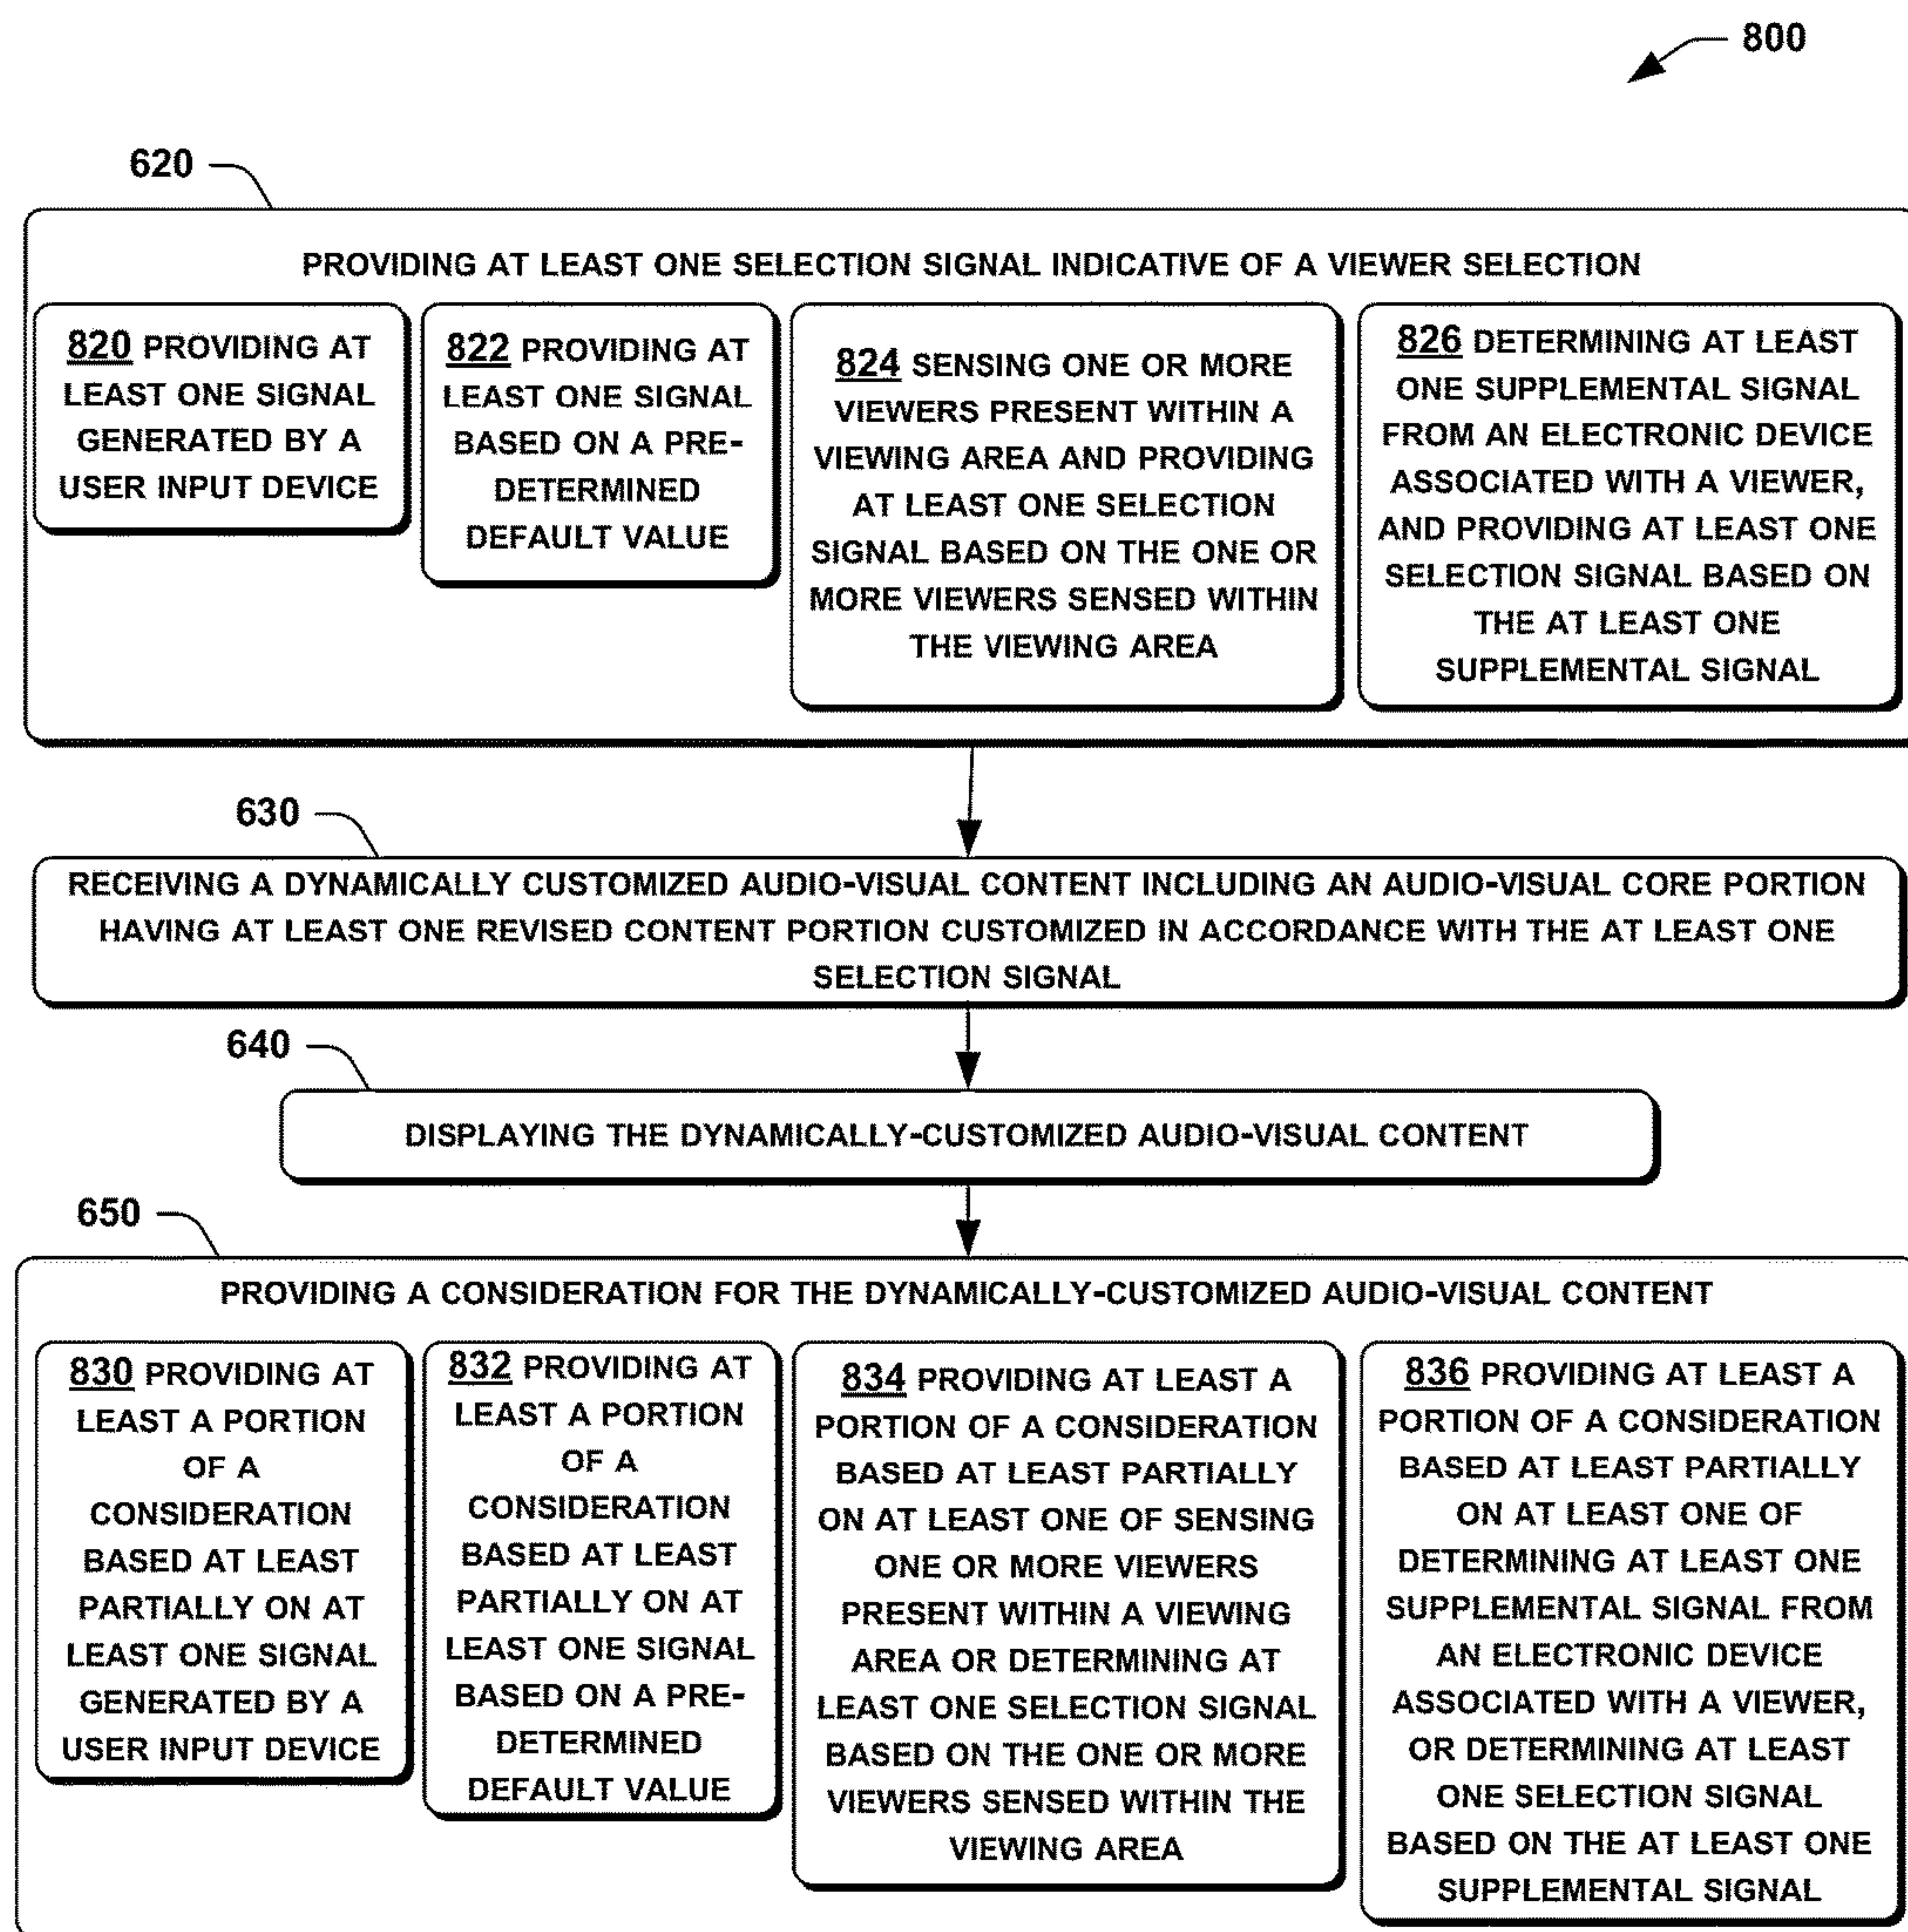 800
620
PROVIDING AT LEAST ONE SELECTION SIGNAL INDICATIVE OF A VIEWER SELECTION
820 PROVIDING AT
LEAST ONE SIGNAL
GENERATED BY A
USER INPUT DEVICE
822 PROVIDING AT
LEAST ONE SIGNAL
BASED ON A PRE-
DETERMINED
DEFAULT VALUE
824 SENSING ONE OR MORE
VIEWERS PRESENT WITHIN A
VIEWING AREA AND PROVIDING
AT LEAST ONE SELECTION
SIGNAL BASED ON THE ONE OR
MORE VIEWERS SENSED WITHIN
THE VIEWING AREA
826 DETERMINING AT LEAST
ONE SUPPLEMENTAL SIGNAL
FROM AN ELECTRONIC DEVICE
ASSOCIATED WITH A VIEWER,
AND PROVIDING AT LEAST ONE
SELECTION SIGNAL BASED ON
THE AT LEAST ONE
SUPPLEMENTAL SIGNAL
630
RECEIVING A DYNAMICALLY CUSTOMIZED AUDIO-VISUAL CONTENT INCLUDING AN AUDIO-VISUAL CORE PORTION
HAVING AT LEAST ONE REVISED CONTENT PORTION CUSTOMIZED IN ACCORDANCE WITH THE AT LEAST ONE
SELECTION SIGNAL
640
DISPLAYING THE DYNAMICALLY-CUSTOMIZED AUDIO-VISUAL CONTENT
650
PROVIDING A CONSIDERATION FOR THE DYNAMICALLY-CUSTOMIZED AUDIO-VISUAL CONTENT
830 PROVIDING AT
LEAST A PORTION
OF A
CONSIDERATION
BASED AT LEAST
PARTIALLY ON AT
LEAST ONE SIGNAL
GENERATED BY A
USER INPUT DEVICE
832 PROVIDING AT
LEAST A PORTION
OF A
CONSIDERATION
BASED AT LEAST
PARTIALLY ON AT
LEAST ONE SIGNAL
BASED ON A PRE-
DETERMINED
DEFAULT VALUE
834 PROVIDING AT LEAST A
PORTION OF A CONSIDERATION
BASED AT LEAST PARTIALLY
ON AT LEAST ONE OF SENSING
ONE OR MORE VIEWERS
PRESENT WITHIN A VIEWING
AREA OR DETERMINING AT
LEAST ONE SELECTION SIGNAL
BASED ON THE ONE OR MORE
VIEWERS SENSED WITHIN THE
VIEWING AREA
836 PROVIDING AT LEAST A
PORTION OF A CONSIDERATION
BASED AT LEAST PARTIALLY
ON AT LEAST ONE OF
DETERMINING AT LEAST ONE
SUPPLEMENTAL SIGNAL FROM
AN ELECTRONIC DEVICE
ASSOCIATED WITH A VIEWER,
OR DETERMINING AT LEAST
ONE SELECTION SIGNAL
BASED ON THE AT LEAST ONE
SUPPLEMENTAL SIGNAL